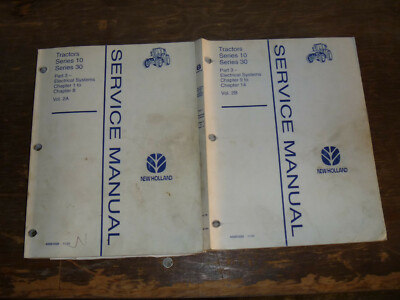 Tractors
Series 10
Series 30
Part 3 -
Electrical Systems
Chapter 1 to
Chapter 8
Vol. 2A
SERVICE MANUAL
NEW HOLLAND
Tractors
Series 10
Series 30
Part 3 -
Electrical Systems
Chapter 9 to
Chapter 14
Vol. 2B
SERVICE MANUAL
NEW HOLLAND